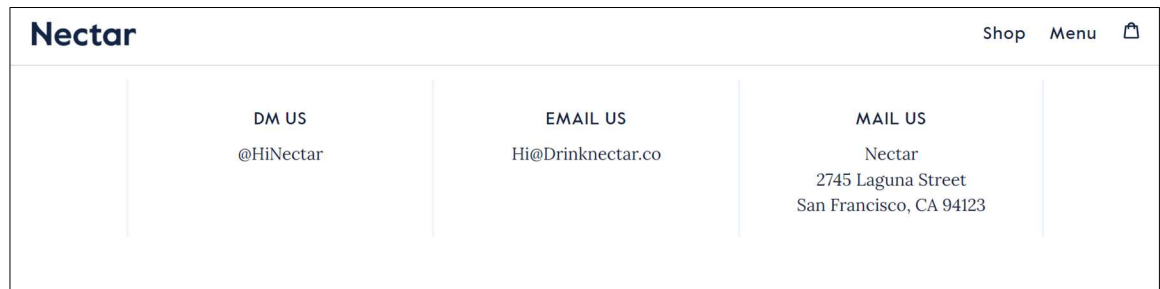 Nectar
Shop Menu
DM US
@HiNectar
EMAIL US
Hi@Drinknectar.co
MAIL US
Nectar
2745 Laguna Street
San Francisco, CA 94123